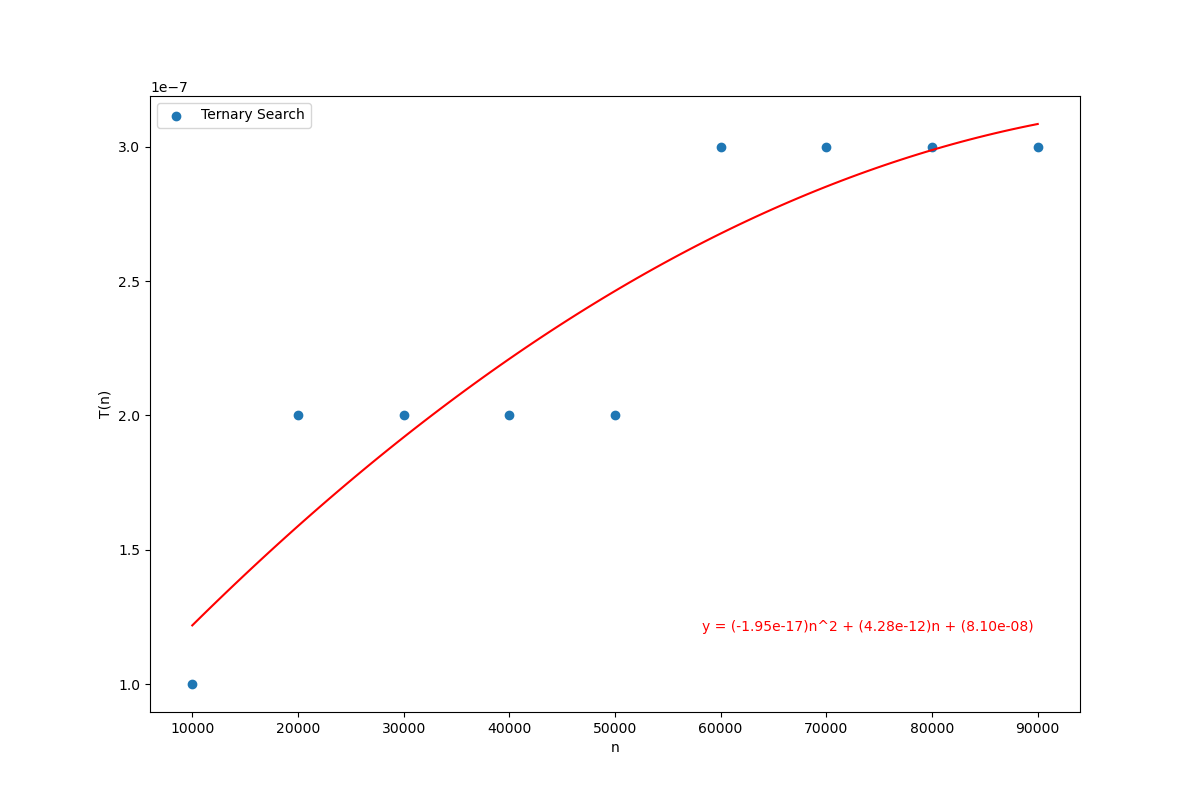 1e−7
Ternary Search
3.0
2.5
2.0
1.5
1.0
T(n)
y = (-1.95e-17)n^2 + (4.28e-12)n + (8.10e-08)
10000 20000 30000 40000 50000 60000 70000 80000 90000
n